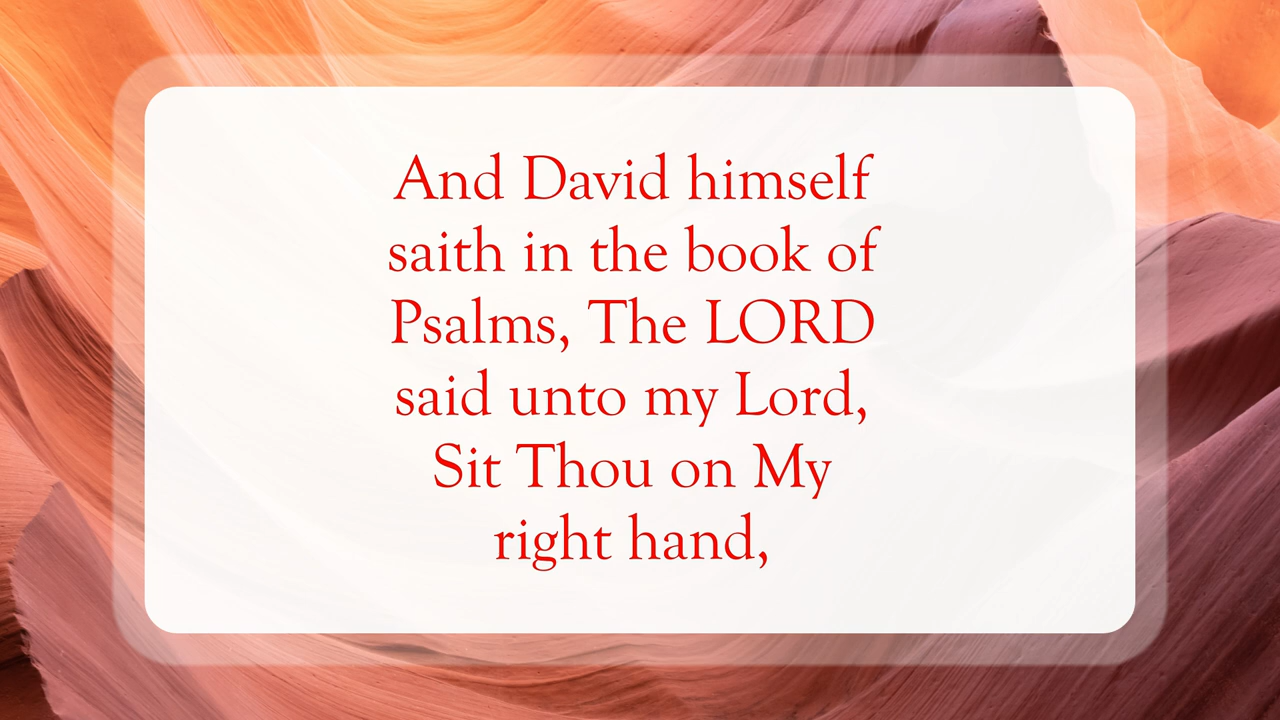 And David himself
saith in the book of
Psalms, The LORD
said unto my Lord,
Sit Thou on My
right hand,